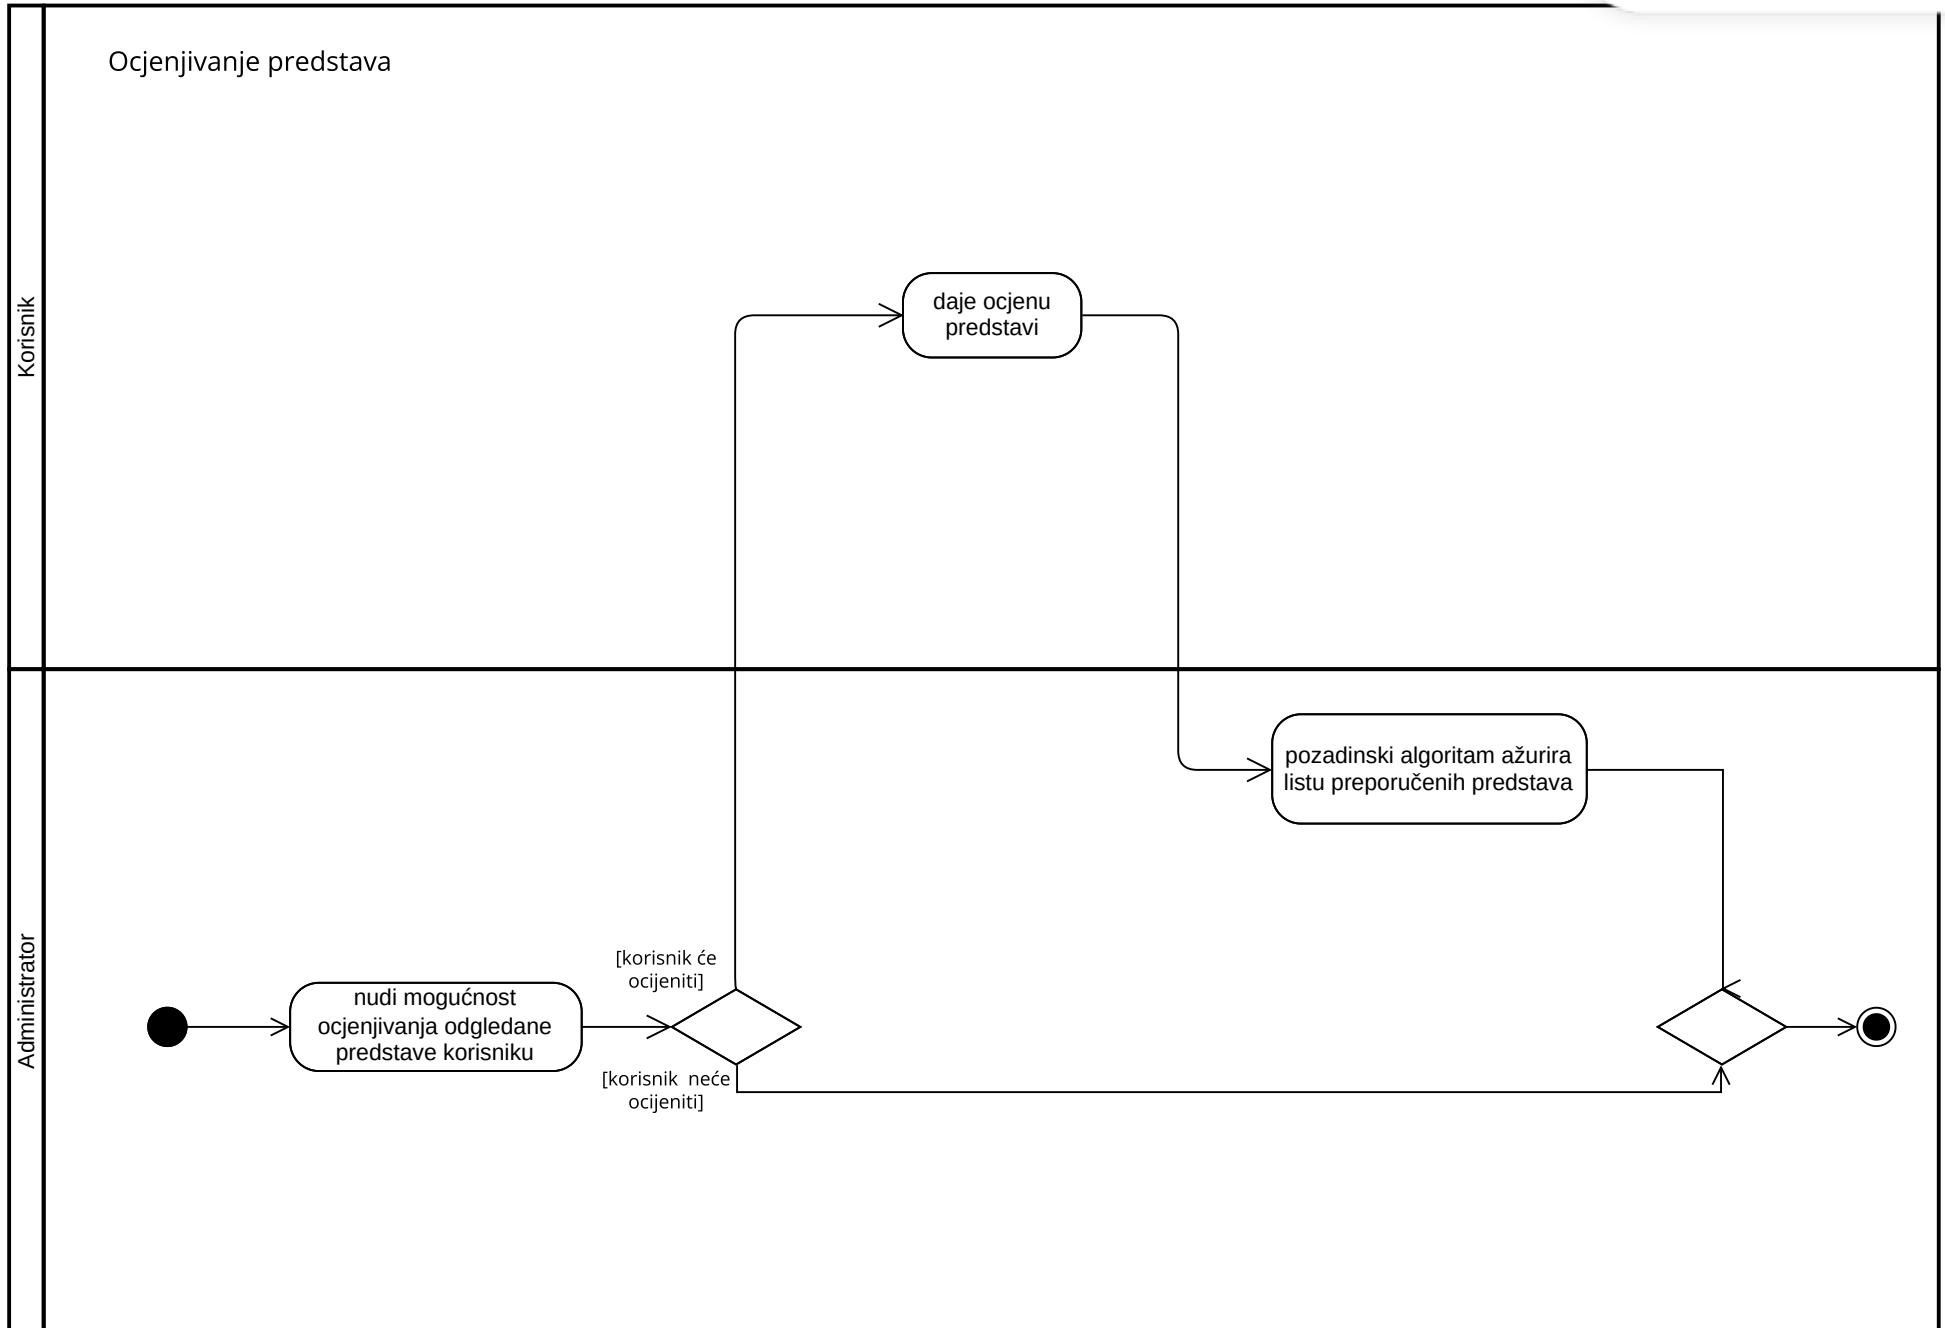 Ocjenjivanje predstava
Korisnik
daje ocjenu
predstavi
Administrator
pozadinski algoritam ažurira
listu preporučenih predstava
[korisnik će
ocijeniti]
nudi mogućnost
ocjenjivanja odgledane
predstave korisniku
[korisnik  neće
ocijeniti]